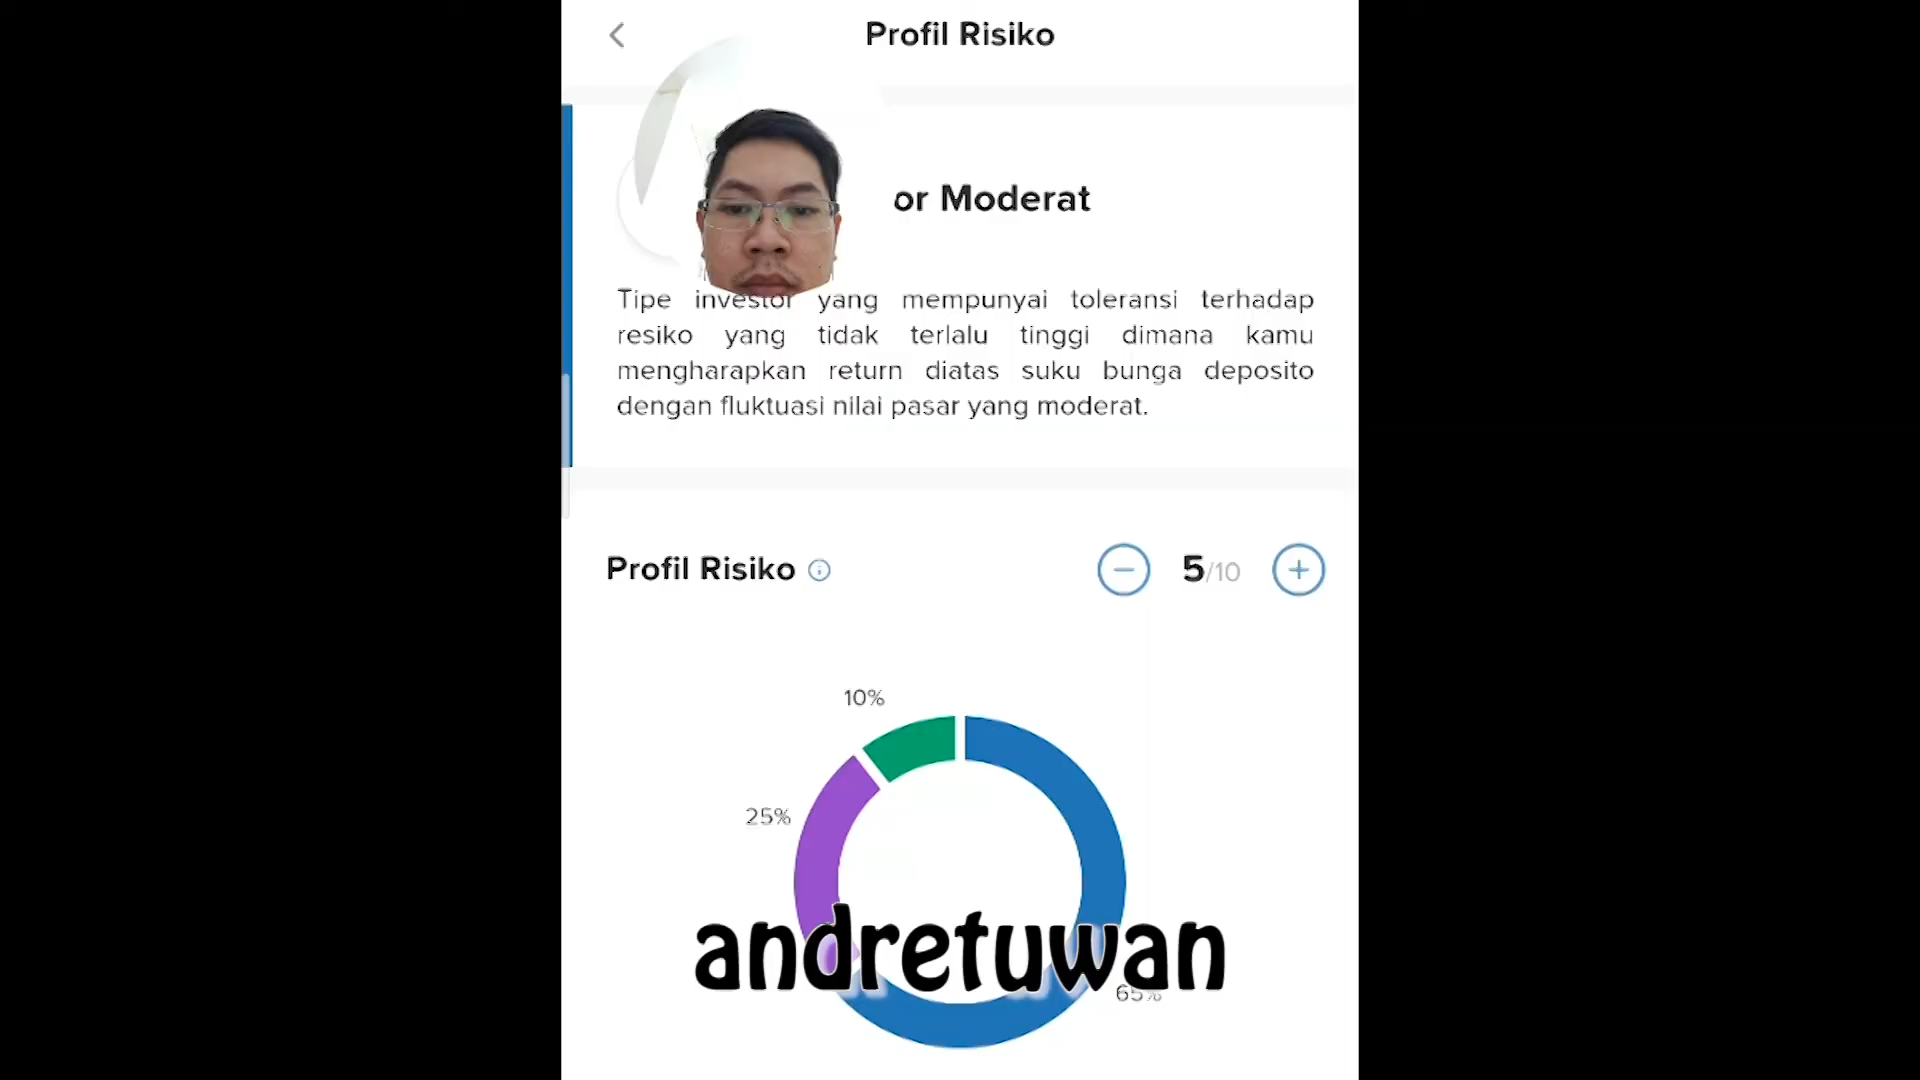 Profil Risiko
or Moderat
Tipe investor yang mempunyai toleransi terhadap
resiko yang tidak terlalu tinggi dimana kamu
mengharapkan return diatas suku bunga deposito
dengan fluktuasi nilai pasar yang moderat.
Profil Risiko
5/10
10%
25%
andretuwan
65%